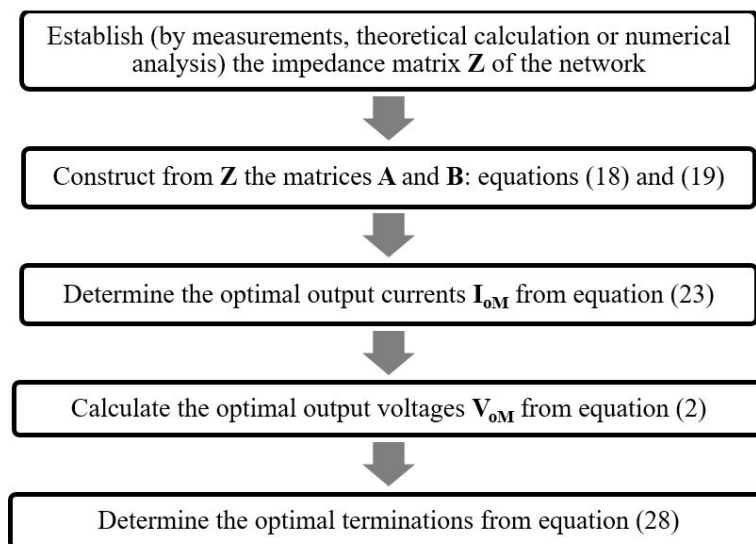 Establish (by measurements, theoretical calculation or numerical
analysis) the impedance matrix Z of the network
Construct from Z the matrices A and B: equations (18) and (19)
Determine the optimal output currents IoM from equation (23)
Calculate the optimal output voltages VoM from equation (2)
Determine the optimal terminations from equation (28)